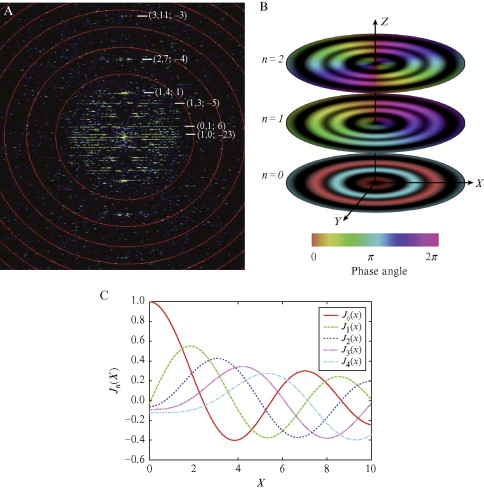 A
(3,11; −3)
(2,7; −4)
(1,4; 1)
(1,3; −5)
(0,1; 6)
(1,0; −23)
B
Z
n = 2
n = 1
n = 0
X
Y
0 π 2π
Phase angle
C
J₀(x)
J₁(x)
J₂(x)
J₃(x)
J₄(x)
1.0
0.8
0.6
0.4
0.2
0.0
−0.2
−0.4
−0.6
Jₙ(X)
0 2 4 6 8 10
X